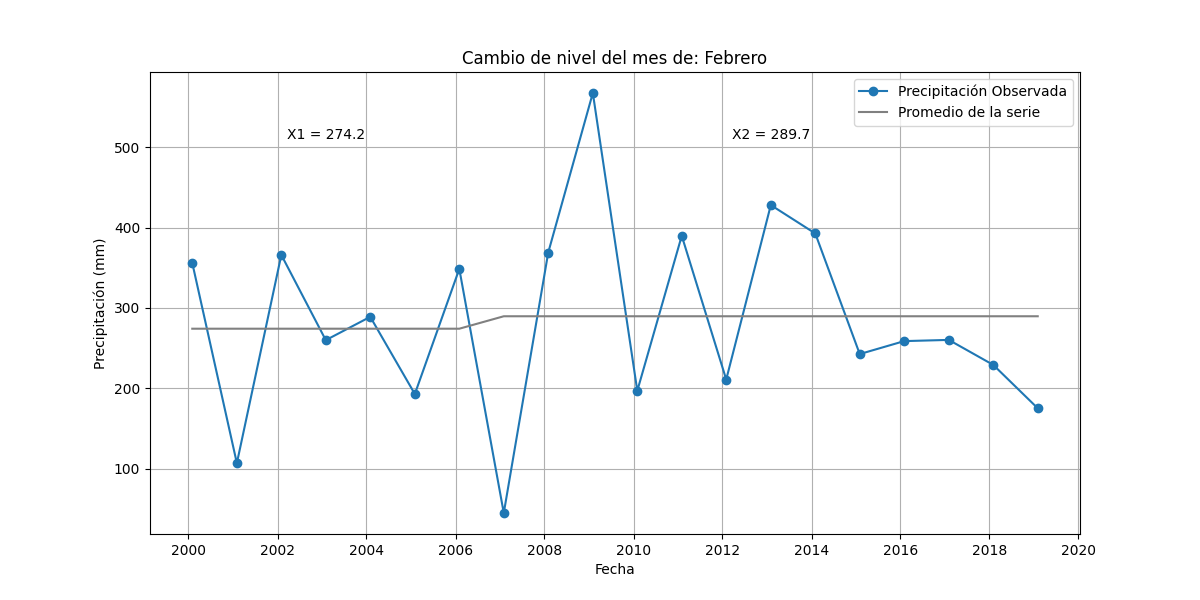 Cambio de nivel del mes de: Febrero
Precipitación Observada
Promedio de la serie
X1 = 274.2
X2 = 289.7
500
400
300
200
100
Precipitación (mm)
2000 2002 2004 2006 2008 2010 2012 2014 2016 2018 2020
Fecha